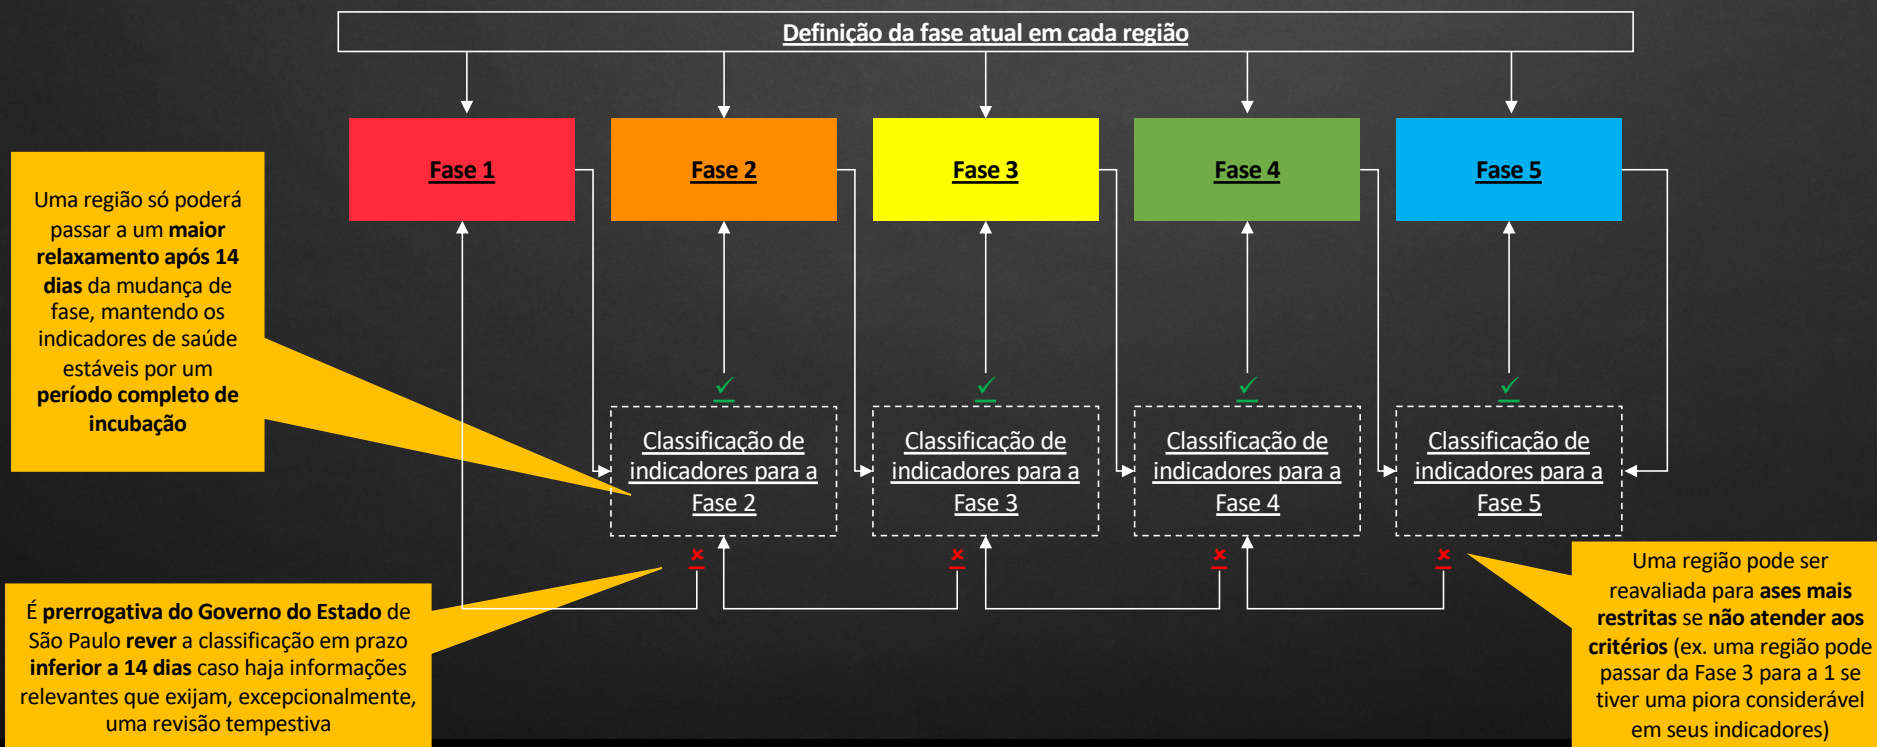 Definição da fase atual em cada região
Fase 1
Fase 2
Fase 3
Fase 4
Fase 5
Uma região só poderá
passar a um maior
relaxamento após 14
dias da mudança de
fase, mantendo os
indicadores de saúde
estáveis por um
período completo de
incubação
Classificação de
indicadores para a
Fase 2
Classificação de
indicadores para a
Fase 3
Classificação de
indicadores para a
Fase 4
Classificação de
indicadores para a
Fase 5
É prerrogativa do Governo do Estado de
São Paulo rever a classificação em prazo
inferior a 14 dias caso haja informações
relevantes que exijam, excepcionalmente,
uma revisão tempestiva
Uma região pode ser
reavaliada para ases mais
restritas se não atender aos
critérios (ex. uma região pode
passar da Fase 3 para a 1 se
tiver uma piora considerável
em seus indicadores)